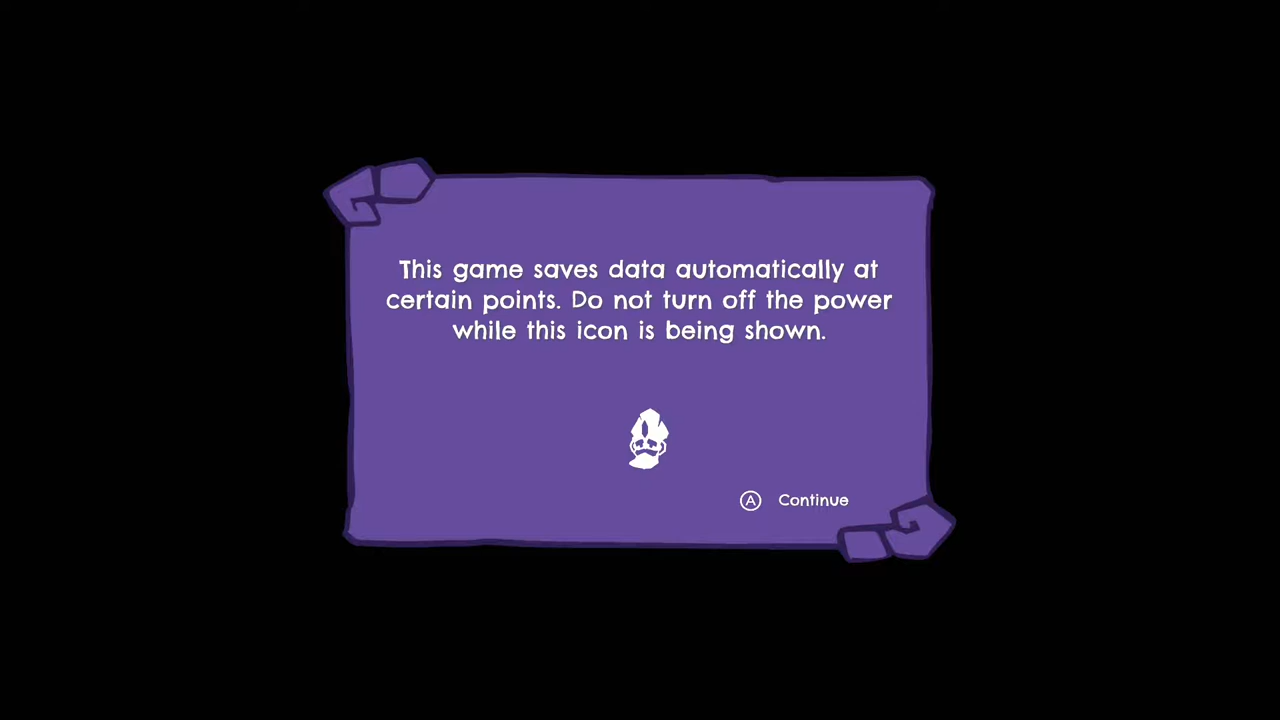 This game saves data automatically at
certain points. Do not turn off the power
while this icon is being shown.
A Continue